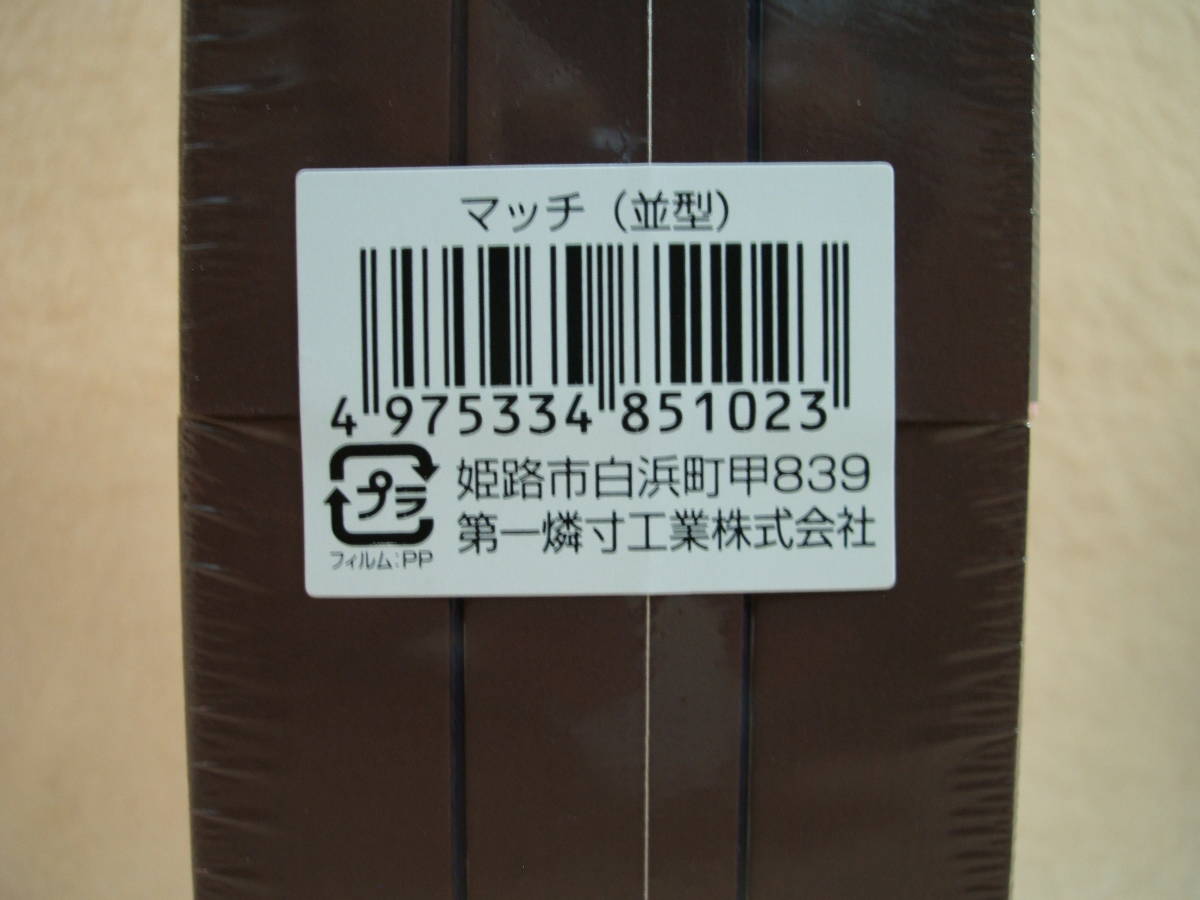 マッチ（並型）
4 975334 851023
プラ
フィルム:PP
姫路市白浜町甲839
第一燐寸工業株式会社